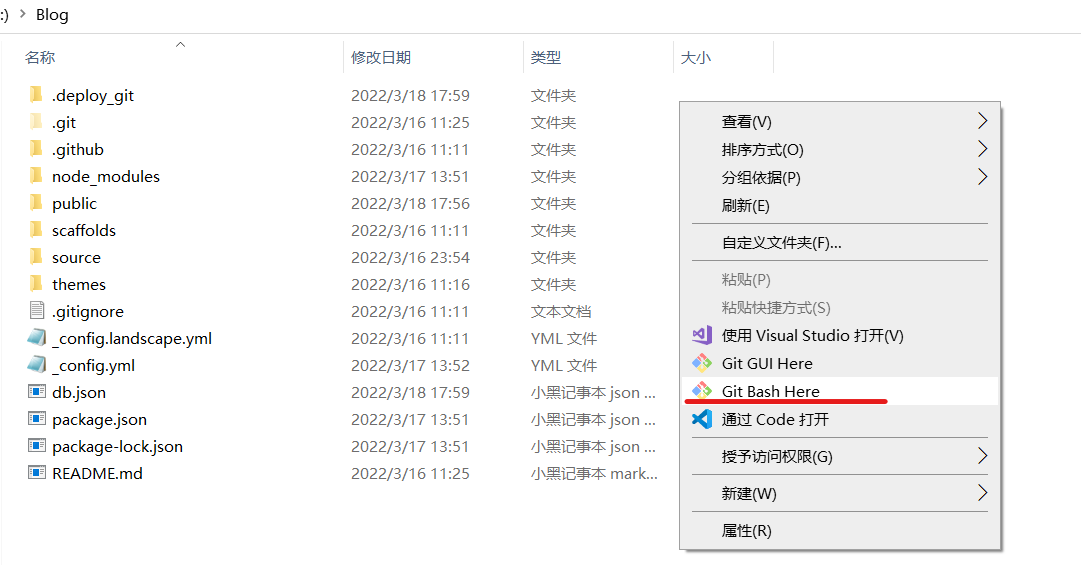 :) > Blog
名称 修改日期 类型 大小
.deploy_git 2022/3/18 17:59 文件夹
.git 2022/3/16 11:25 文件夹
.github 2022/3/16 11:11 文件夹
node_modules 2022/3/17 13:51 文件夹
public 2022/3/18 17:56 文件夹
scaffolds 2022/3/16 11:11 文件夹
source 2022/3/16 23:54 文件夹
themes 2022/3/16 11:16 文件夹
.gitignore 2022/3/16 11:11 文本文档
_config.landscape.yml 2022/3/16 11:11 YML 文件
_config.yml 2022/3/17 13:52 YML 文件
db.json 2022/3/18 17:59 小黑记事本 json ...
package.json 2022/3/17 13:51 小黑记事本 json ...
package-lock.json 2022/3/17 13:51 小黑记事本 json ...
README.md 2022/3/16 11:25 小黑记事本 mark...
查看(V)
排序方式(O)
分组依据(P)
刷新(E)
自定义文件夹(F)...
粘贴(P)
粘贴快捷方式(S)
使用 Visual Studio 打开(V)
Git GUI Here
Git Bash Here
通过 Code 打开
授予访问权限(G)
新建(W)
属性(R)